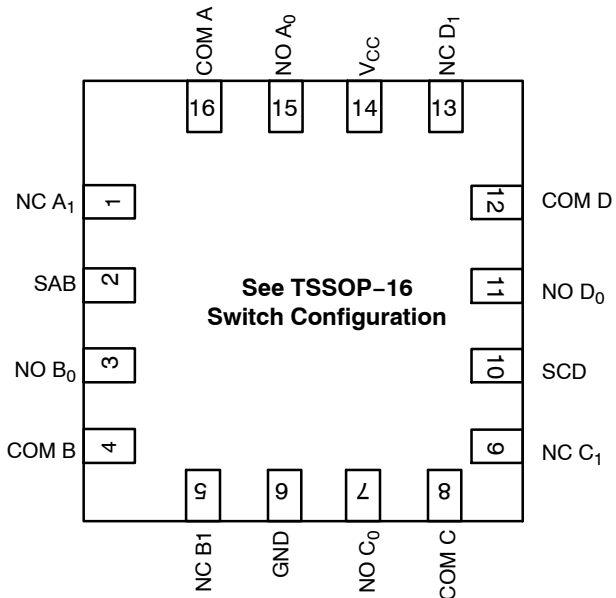 COM A
NO A₀
V_CC
NC D₁
16
15
14
13
NC A₁
1
12
COM D
SAB
2
See TSSOP−16
Switch Configuration
11
NO D₀
NO B₀
3
10
SCD
COM B
4
9
NC C₁
5
6
7
8
NC B1
GND
NO C₀
COM C